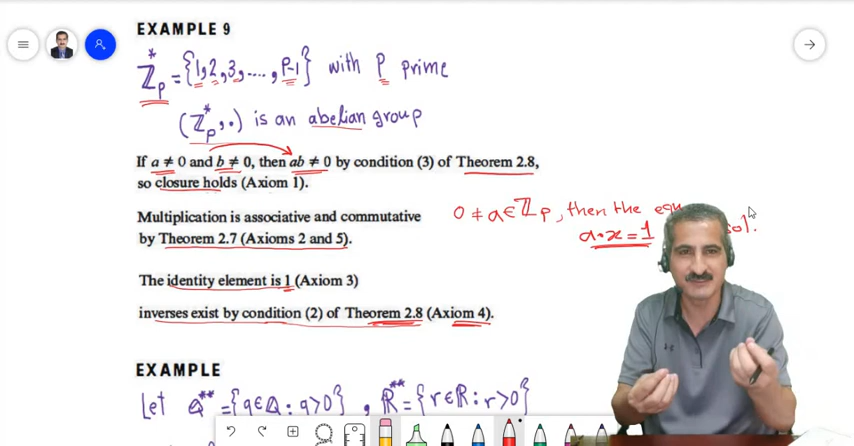 EXAMPLE 9
ℤ*ₚ = {1, 2, 3, ...., P-1} with P prime
(ℤ*ₚ, ·) is an abelian group
If a ≠ 0 and b ≠ 0, then ab ≠ 0 by condition (3) of Theorem 2.8,
so closure holds (Axiom 1).
Multiplication is associative and commutative
by Theorem 2.7 (Axioms 2 and 5).
0 ≠ a ∈ ℤₚ, then the equ
a·x = 1 sol.
The identity element is 1 (Axiom 3)
inverses exist by condition (2) of Theorem 2.8 (Axiom 4).
EXAMPLE
Let ℚ** = {q ∈ ℚ : q > 0}, ℝ** = {r ∈ ℝ : r > 0}